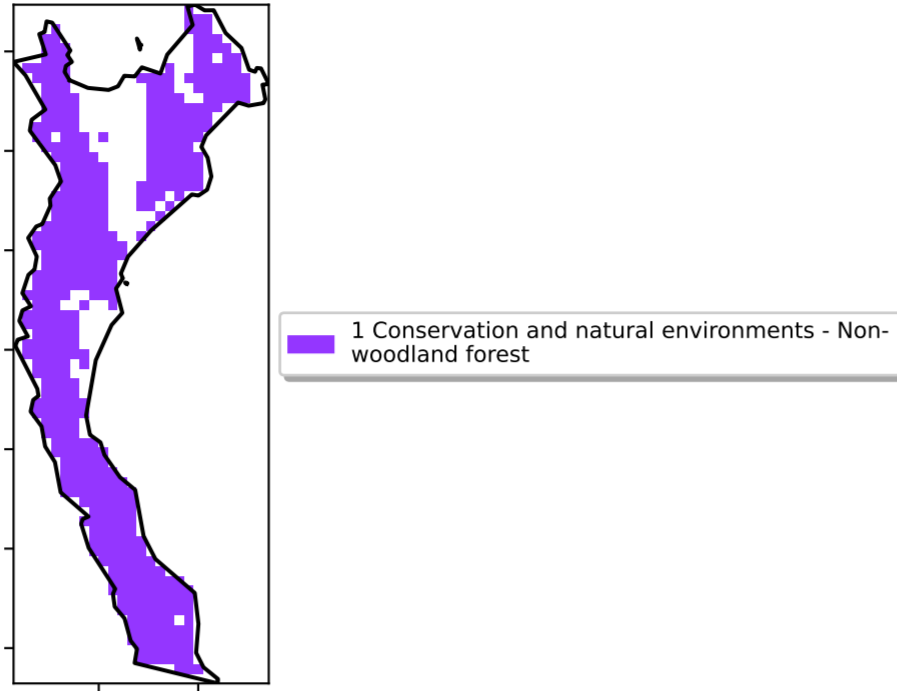 1 Conservation and natural environments - Non-
woodland forest